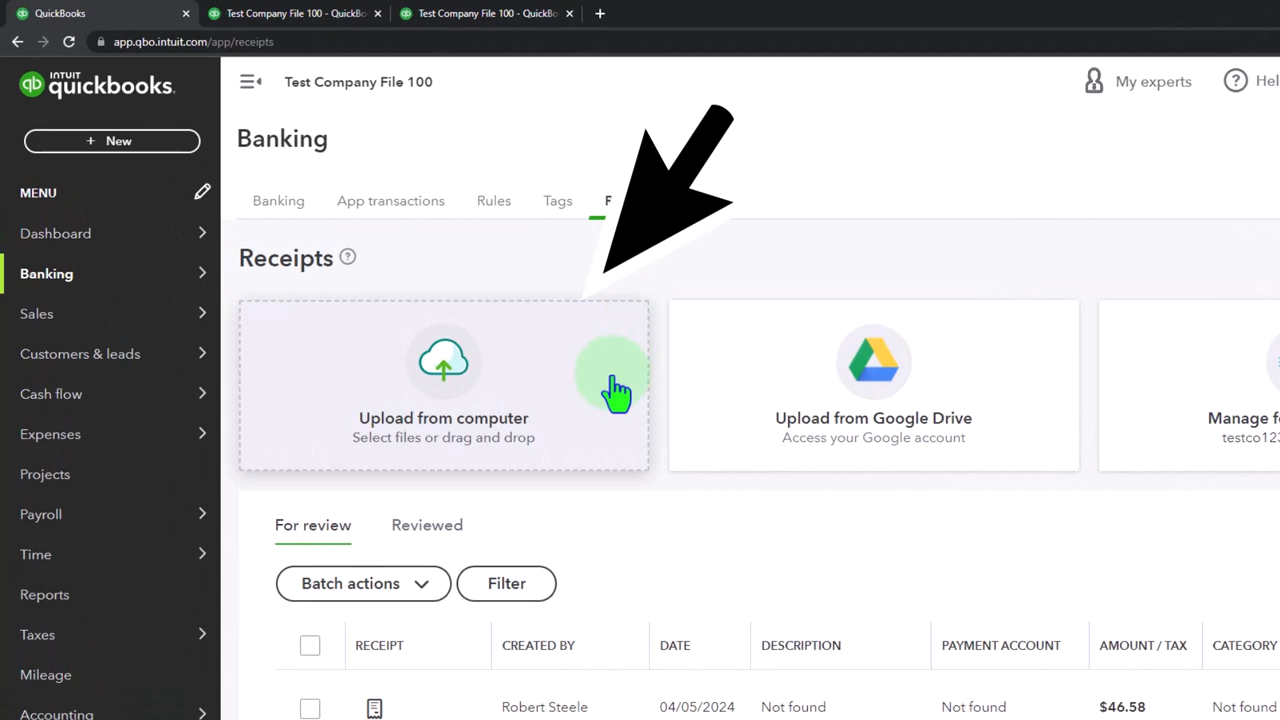 QuickBooks
Test Company File 100 - QuickBo
Test Company File 100 - QuickBo
app.qbo.intuit.com/app/receipts
INTUIT
quickbooks.
Test Company File 100
My experts
Hel
+ New
Banking
MENU
Banking App transactions Rules Tags
Dashboard
Banking
Sales
Customers & leads
Cash flow
Expenses
Projects
Payroll
Time
Reports
Taxes
Mileage
Accounting
Receipts
Upload from computer
Select files or drag and drop
Upload from Google Drive
Access your Google account
Manage fo
testco123
For review Reviewed
Batch actions Filter
RECEIPT CREATED BY DATE DESCRIPTION PAYMENT ACCOUNT AMOUNT / TAX CATEGORY
Robert Steele 04/05/2024 Not found Not found $46.58 Not found